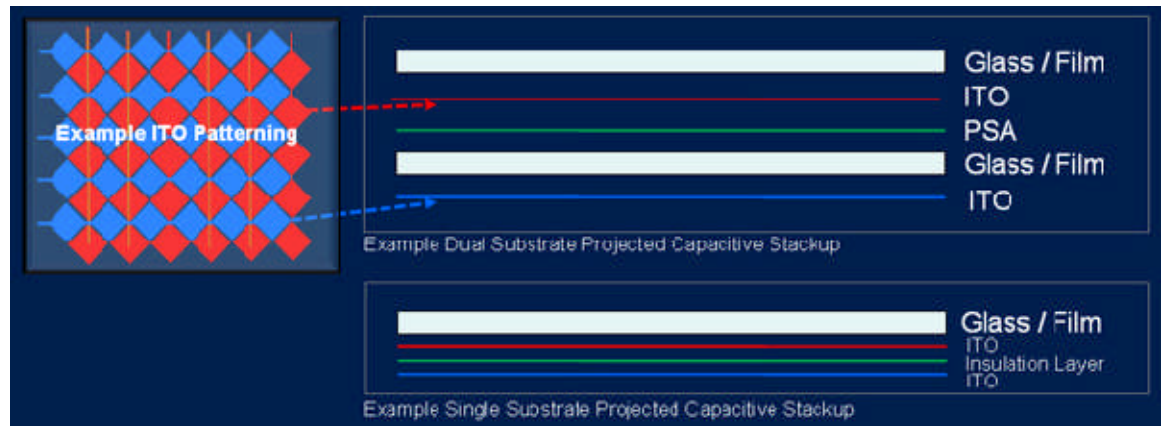 Example ITO Patterning
Glass / Film
ITO
PSA
Glass / Film
ITO
Example Dual Substrate Projected Capacitive Stackup
Glass / Film
ITO
Insulation Layer
ITO
Example Single Substrate Projected Capacitive Stackup